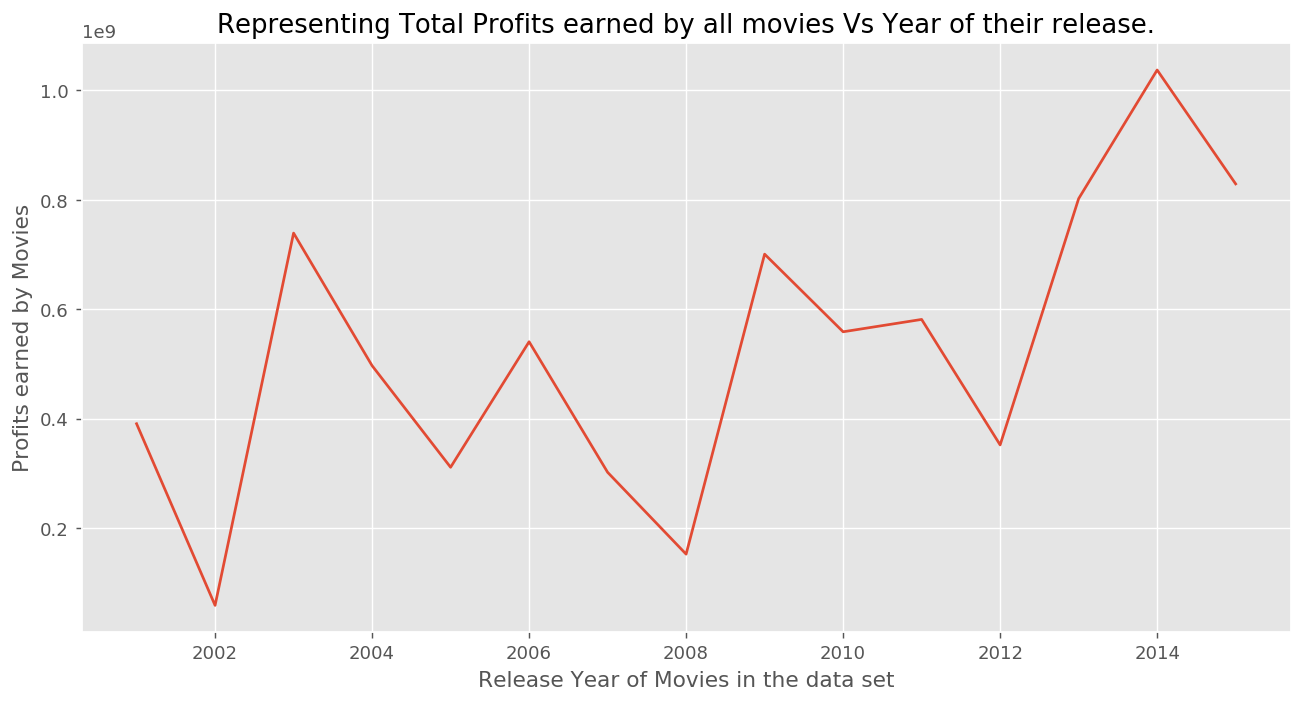 Representing Total Profits earned by all movies Vs Year of their release.
1e9
1.0
0.8
0.6
0.4
0.2
Profits earned by Movies
2002 2004 2006 2008 2010 2012 2014
Release Year of Movies in the data set